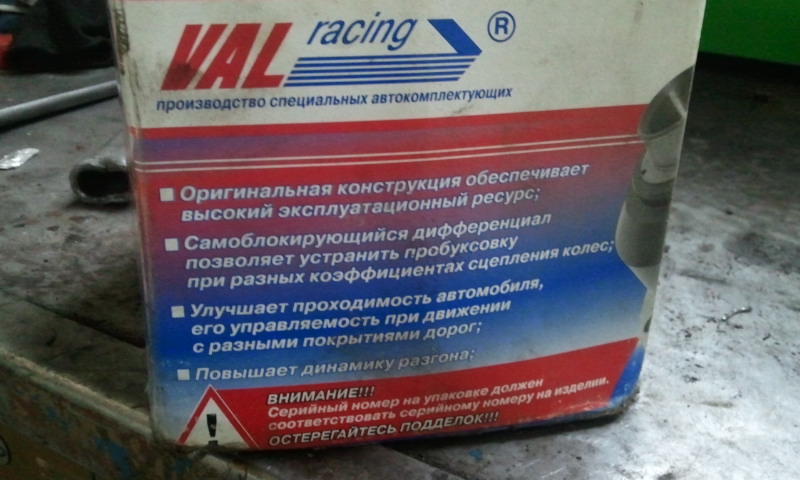 VAL racing ®
производство специальных автокомплектующих
Оригинальная конструкция обеспечивает
высокий эксплуатационный ресурс;
Самоблокирующийся дифференциал
позволяет устранить пробуксовку
при разных коэффициентах сцепления колес;
Улучшает проходимость автомобиля,
его управляемость при движении
с разными покрытиями дорог;
Повышает динамику разгона;
ВНИМАНИЕ!!!
Серийный номер на упаковке должен
соответствовать серийному номеру на изделии.
ОСТЕРЕГАЙТЕСЬ ПОДДЕЛОК!!!